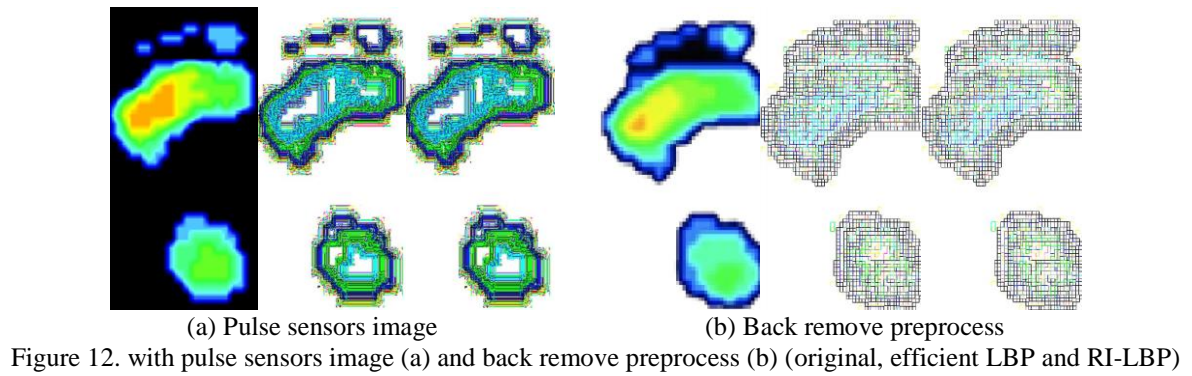 (a) Pulse sensors image
(b) Back remove preprocess
Figure 12. with pulse sensors image (a) and back remove preprocess (b) (original, efficient LBP and RI-LBP)